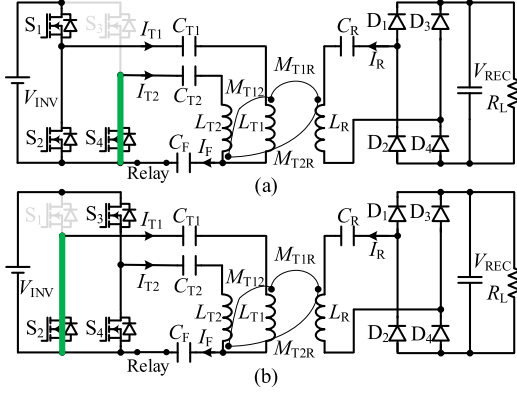 S1 S3 IT1 CT1 CR D1 D3
MT1R
VINV IT2 CT2 MT12 IR VREC
LT2 LT1 LR RL
S2 S4 CF IF MT2R D2 D4
Relay
(a)
S1 S3 IT1 CT1 CR D1 D3
MT1R
VINV IT2 CT2 MT12 IR VREC
LT2 LT1 LR RL
S2 S4 CF IF MT2R D2 D4
Relay
(b)